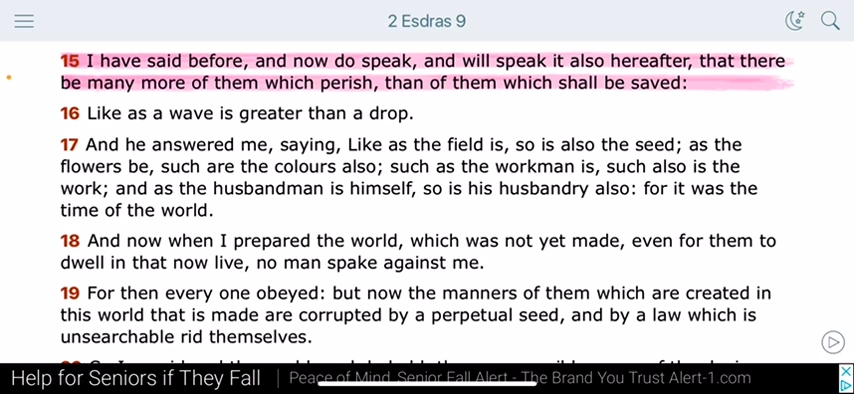 2 Esdras 9
15 I have said before, and now do speak, and will speak it also hereafter, that there
be many more of them which perish, than of them which shall be saved:
16 Like as a wave is greater than a drop.
17 And he answered me, saying, Like as the field is, so is also the seed; as the
flowers be, such are the colours also; such as the workman is, such also is the
work; and as the husbandman is himself, so is his husbandry also: for it was the
time of the world.
18 And now when I prepared the world, which was not yet made, even for them to
dwell in that now live, no man spake against me.
19 For then every one obeyed: but now the manners of them which are created in
this world that is made are corrupted by a perpetual seed, and by a law which is
unsearchable rid themselves.
Help for Seniors if They Fall
Peace of Mind. Senior Fall Alert - The Brand You Trust Alert-1.com